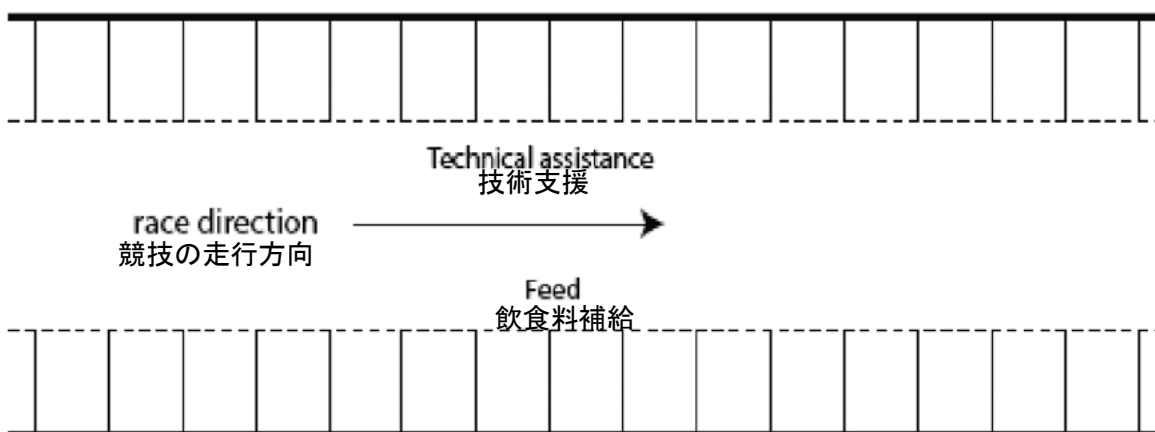 Technical assistance
技術支援
race direction
競技の走行方向
Feed
飲食料補給